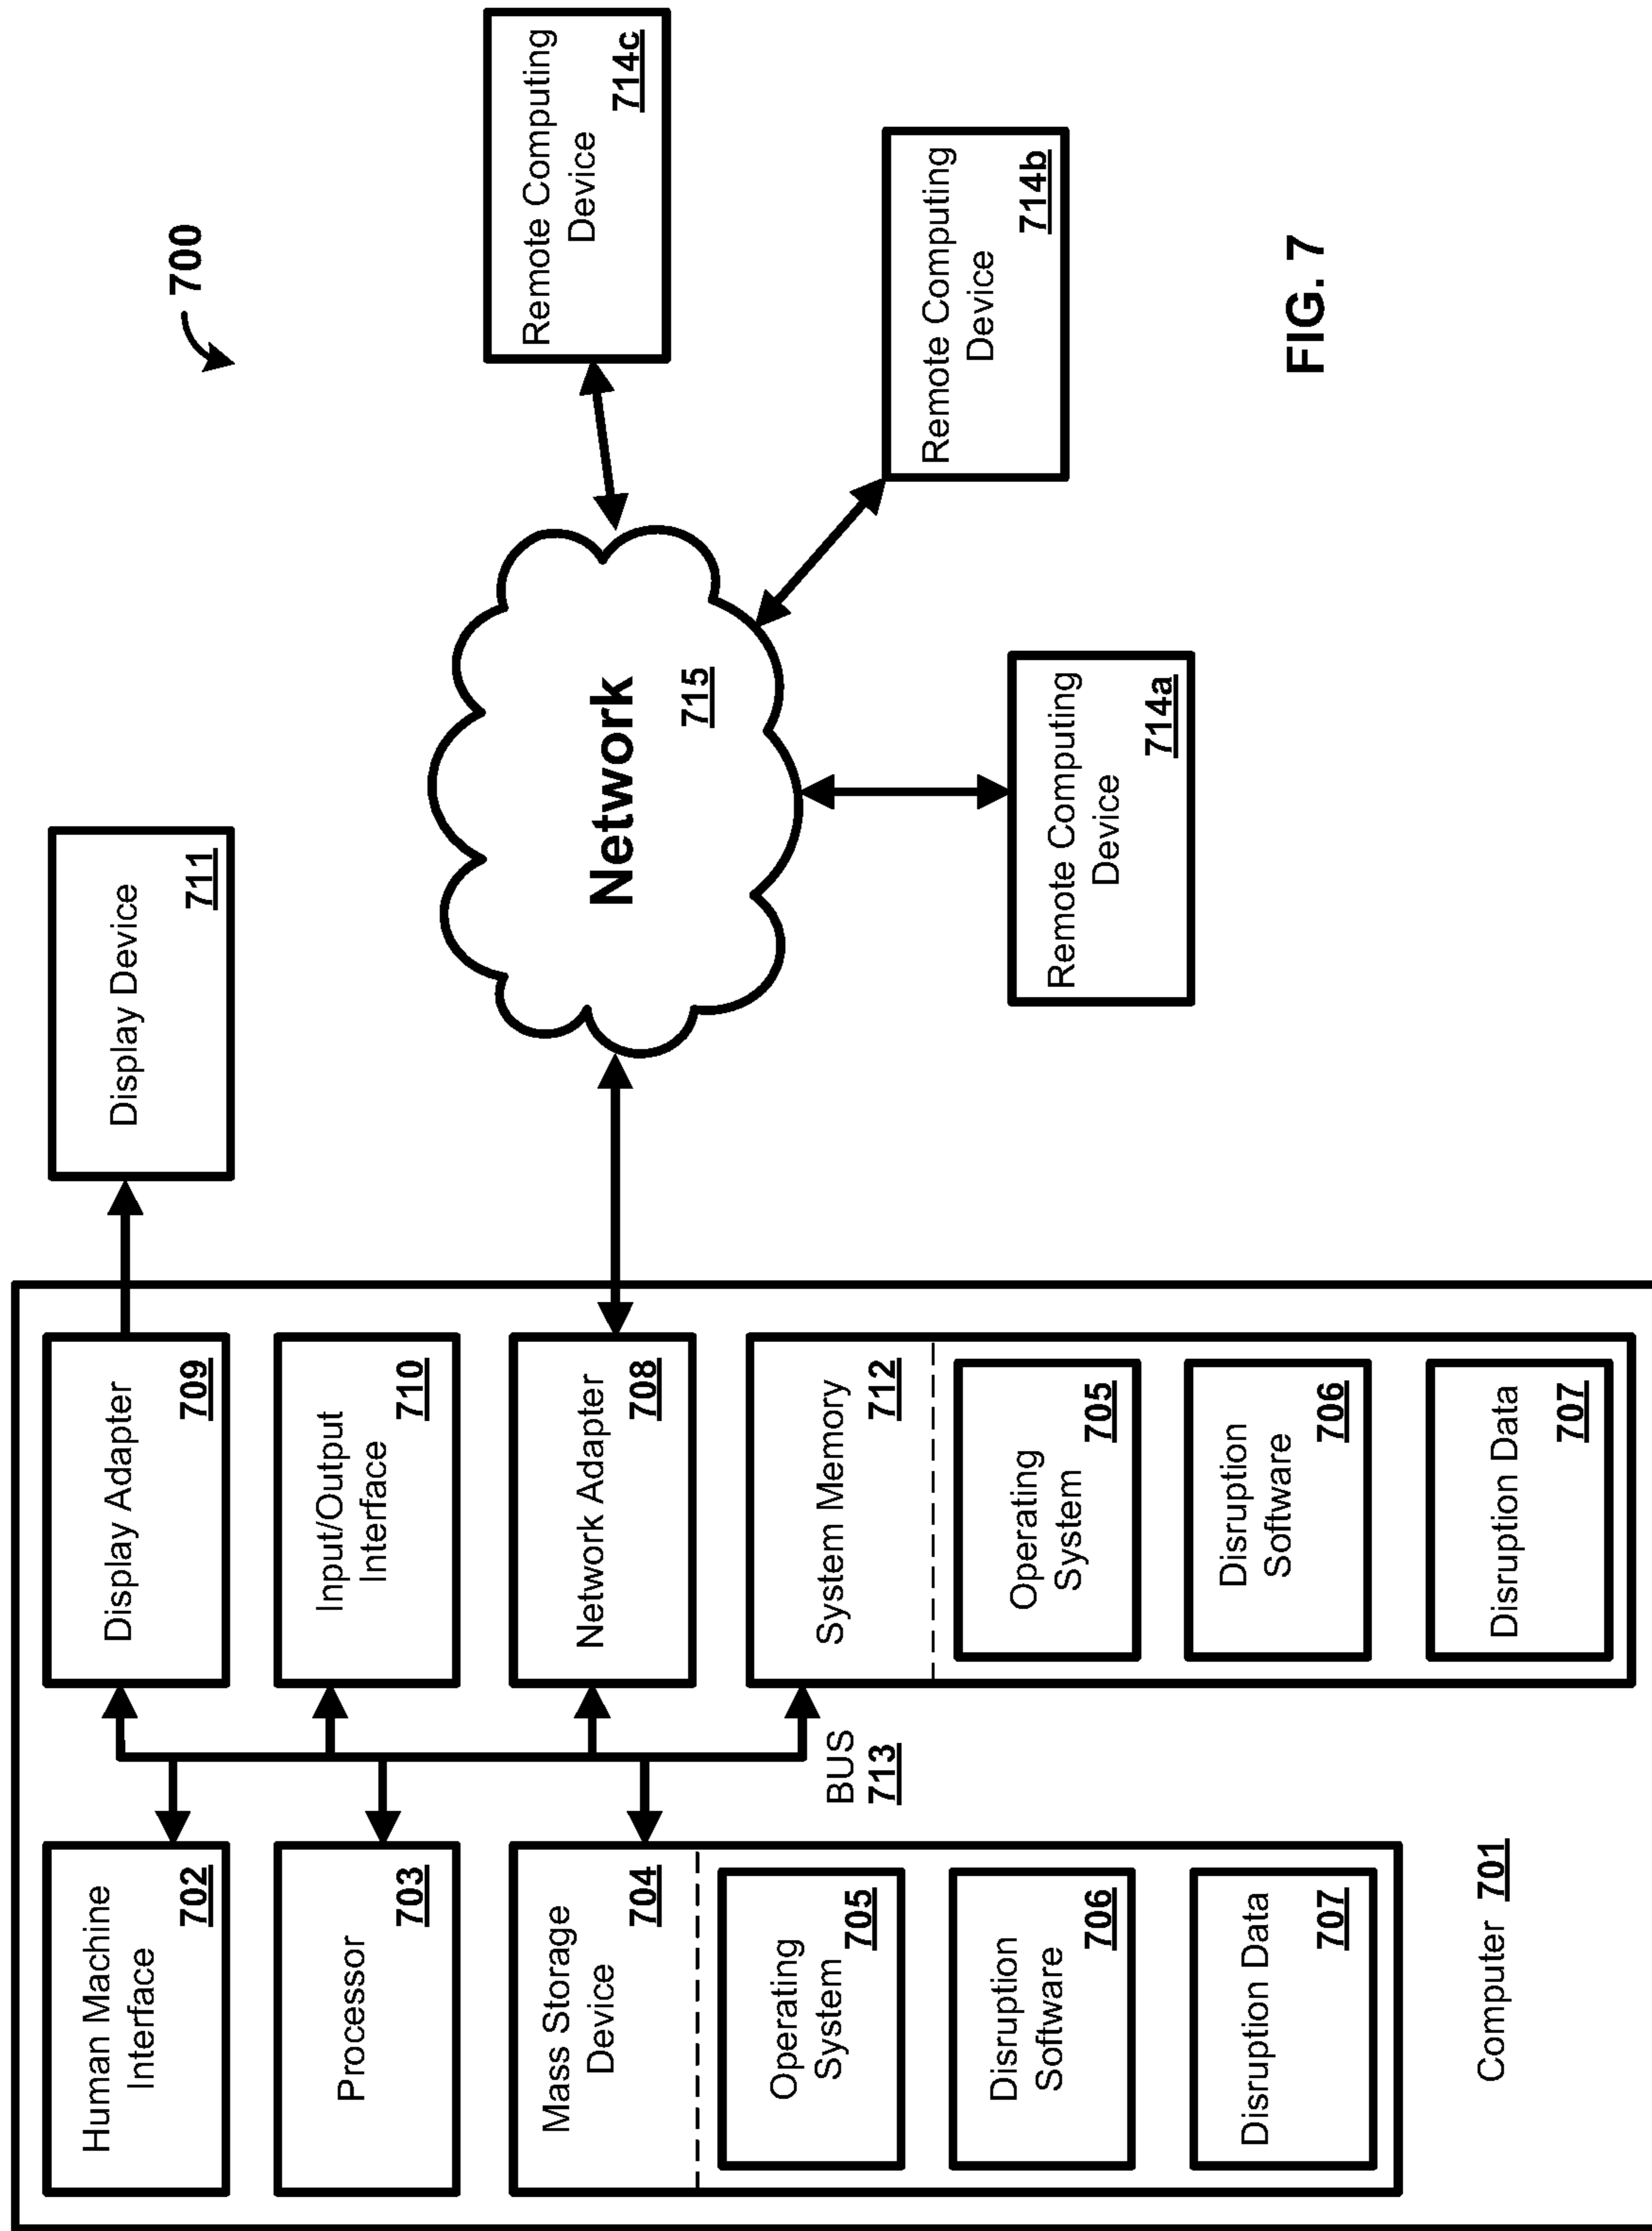 700
Human Machine
Interface
702
Processor
703
Mass Storage
Device
704
Operating
System
705
Disruption
Software
706
Disruption Data
707
Display Adapter
709
Input/Output
Interface
710
Network Adapter
708
System Memory
712
Operating
System
705
Disruption
Software
706
Disruption Data
707
BUS
713
Computer 701
Display Device
711
Network
715
Remote Computing
Device
714a
Remote Computing
Device
714b
Remote Computing
Device
714c
FIG. 7